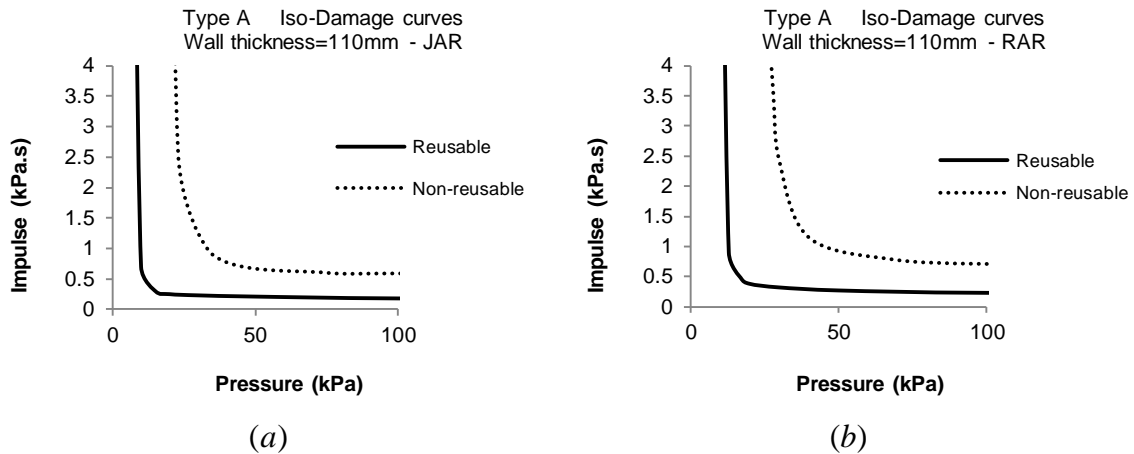 Type A Iso-Damage curves
Wall thickness=110mm - JAR
4
3.5
3
2.5
2
1.5
1
0.5
0
0
50
100
Impulse (kPa.s)
Pressure (kPa)
Reusable
Non-reusable
(a)
Type A Iso-Damage curves
Wall thickness=110mm - RAR
4
3.5
3
2.5
2
1.5
1
0.5
0
0
50
100
Impulse (kPa.s)
Pressure (kPa)
Reusable
Non-reusable
(b)